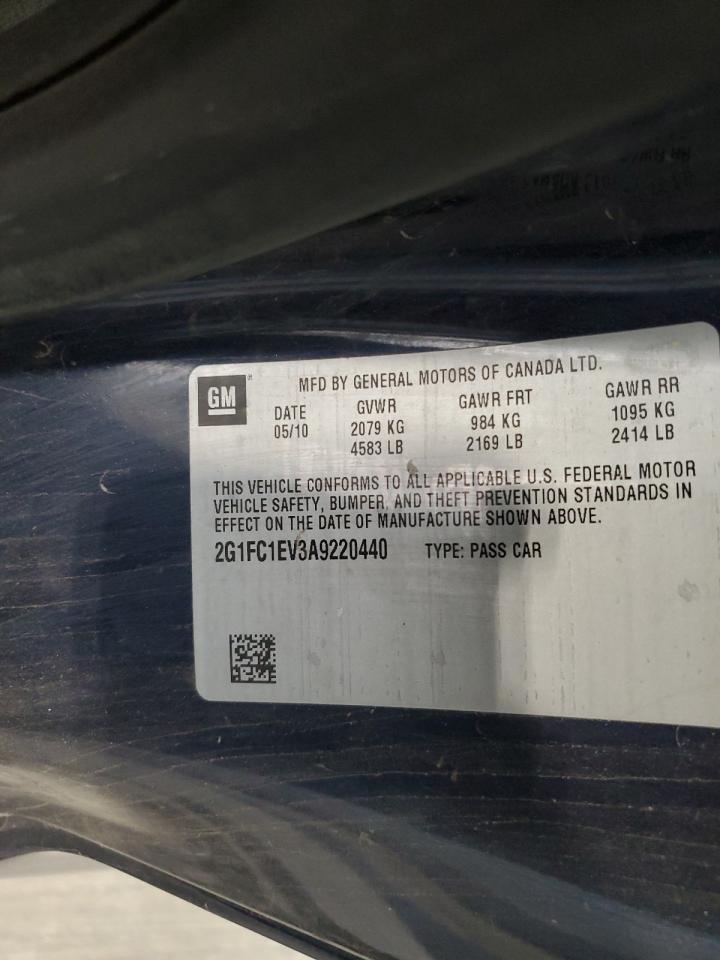 GM
MFD BY GENERAL MOTORS OF CANADA LTD.
DATE GVWR GAWR FRT GAWR RR
05/10 2079 KG 984 KG 1095 KG
4583 LB 2169 LB 2414 LB
THIS VEHICLE CONFORMS TO ALL APPLICABLE U.S. FEDERAL MOTOR
VEHICLE SAFETY, BUMPER, AND THEFT PREVENTION STANDARDS IN
EFFECT ON THE DATE OF MANUFACTURE SHOWN ABOVE.
2G1FC1EV3A9220440 TYPE: PASS CAR